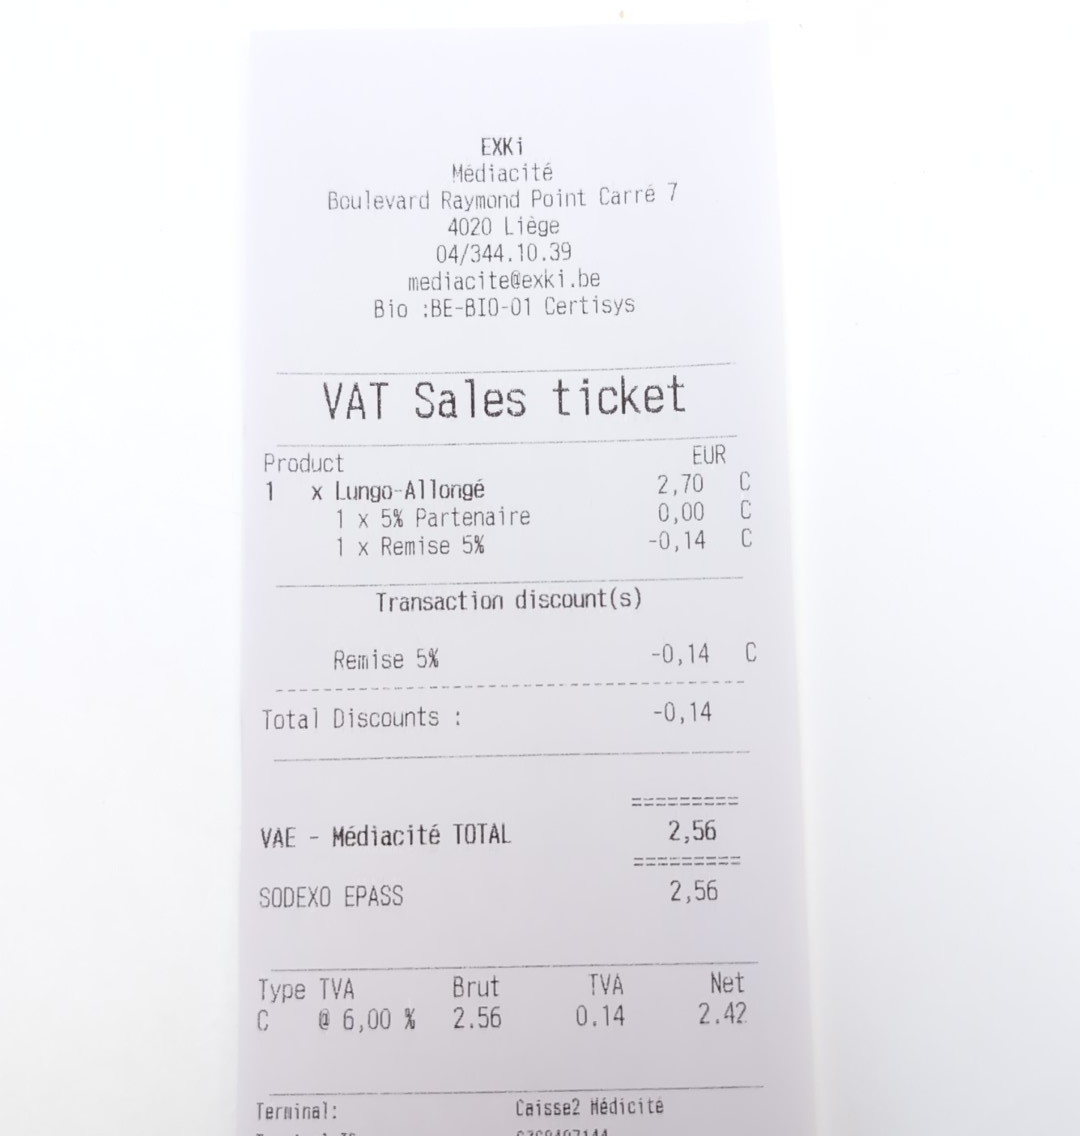 EXKi
Médiacité
Boulevard Raymond Point Carré 7
4020 Liège
04/344.10.39
mediacite@exki.be
Bio :BE-BIO-01 Certisys
VAT Sales ticket
Product EUR
1 x Lungo-Allongé 2,70 C
1 x 5% Partenaire 0,00 C
1 x Remise 5% -0,14 C
Transaction discount(s)
Remise 5% -0,14 C
Total Discounts : -0,14
=========
VAE - Médiacité TOTAL 2,56
=========
SODEXO EPASS 2,56
Type TVA Brut TVA Net
C @ 6,00 % 2.56 0.14 2.42
Terminal: Caisse2 Médicité